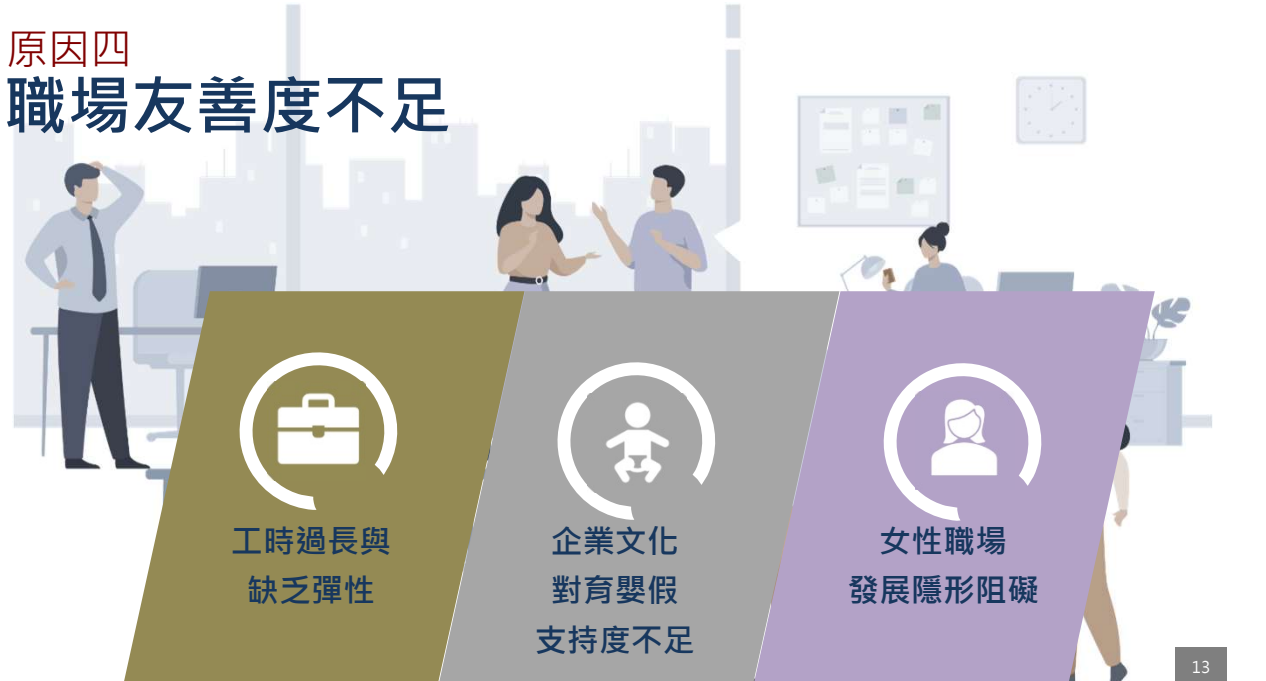 原因四
職場友善度不足
工時過長與
缺乏彈性
企業文化
對育嬰假
支持度不足
女性職場
發展隱形阻礙
13